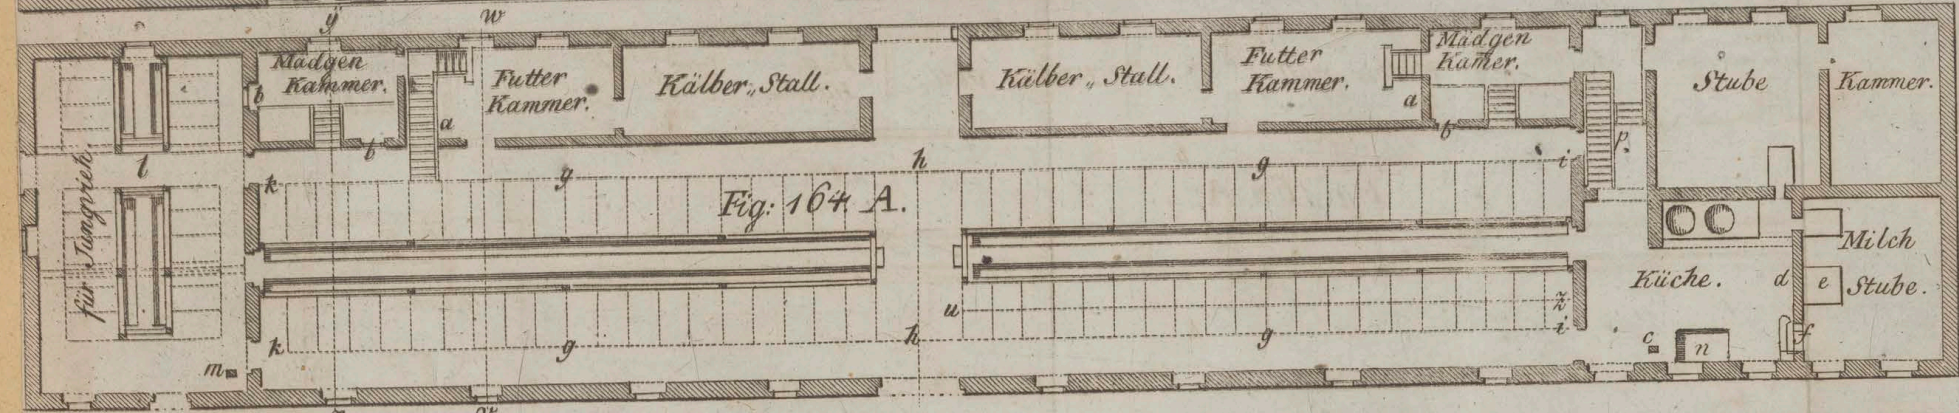 ÿ
w
Mädgen
Kammer.
b
b
a
Futter
Kammer.
Kälber„Stall.
Kälber„Stall.
Futter
Kammer.
a
Mädgen
Kamer.
b
p.
Stube
Kammer.
für Jungvieh.
l
k
g
h
g
i
Fig: 164. A.
u
z
i
k
g
h
g
m
Küche.
d
e
Milch
Stube.
f
c
n